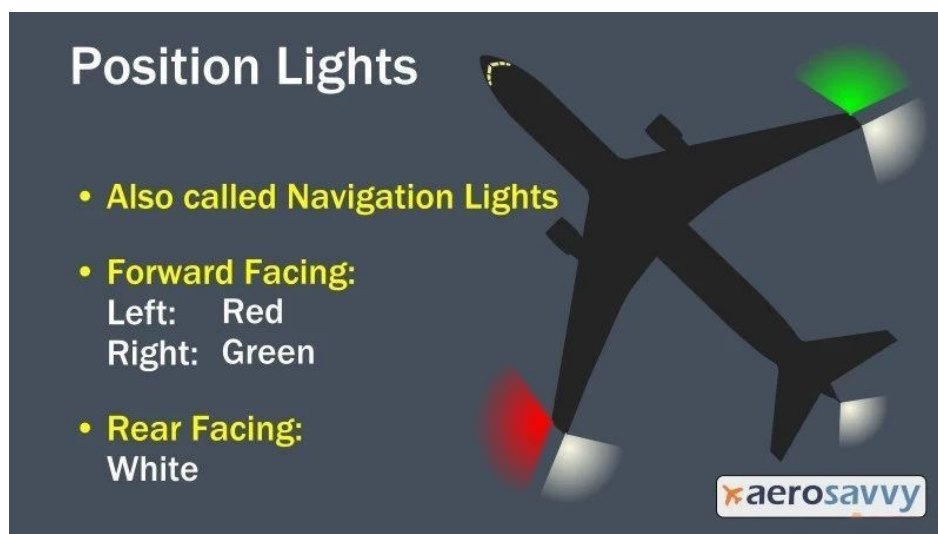 Position Lights
• Also called Navigation Lights
• Forward Facing:
Left: Red
Right: Green
• Rear Facing:
White
aerosavvy